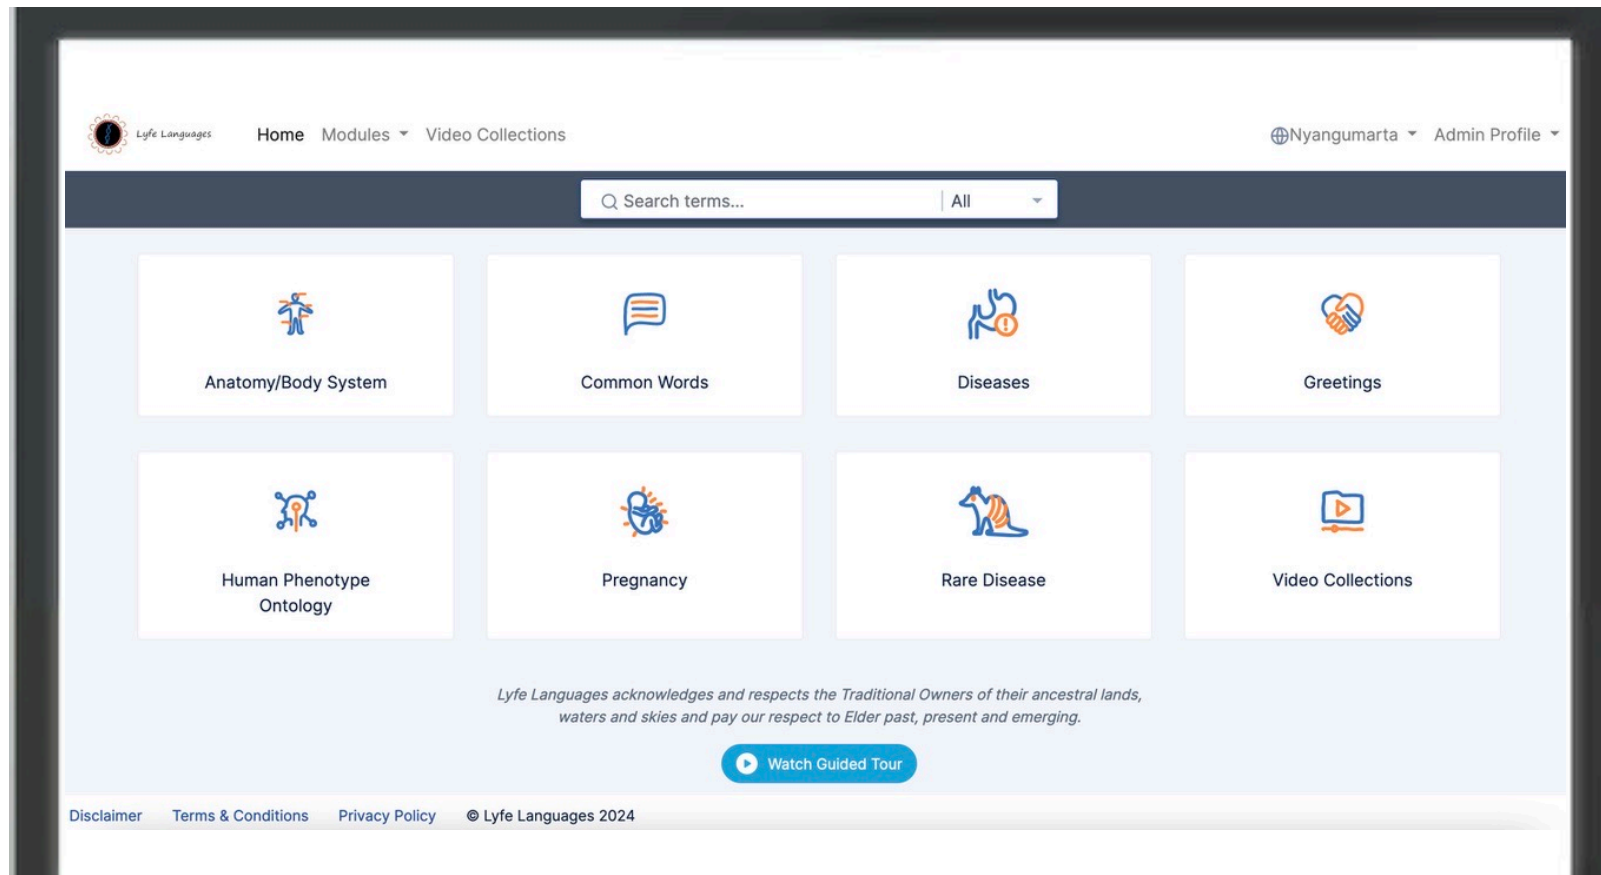 Lyfe Languages Home Modules Video Collections Nyangumarta Admin Profile
Search terms... All
Anatomy/Body System
Common Words
Diseases
Greetings
Human Phenotype
Ontology
Pregnancy
Rare Disease
Video Collections
Lyfe Languages acknowledges and respects the Traditional Owners of their ancestral lands,
waters and skies and pay our respect to Elder past, present and emerging.
Watch Guided Tour
Disclaimer Terms & Conditions Privacy Policy © Lyfe Languages 2024